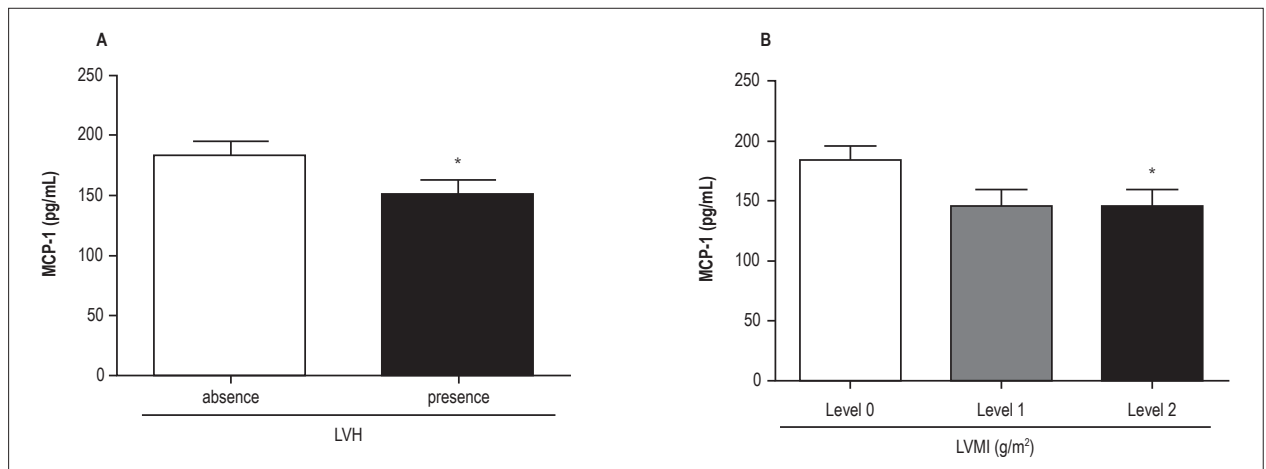 A
MCP-1 (pg/mL)
250
200
150
100
50
0
*
absence presence
LVH
B
MCP-1 (pg/mL)
250
200
150
100
50
0
*
Level 0 Level 1 Level 2
LVMI (g/m²)